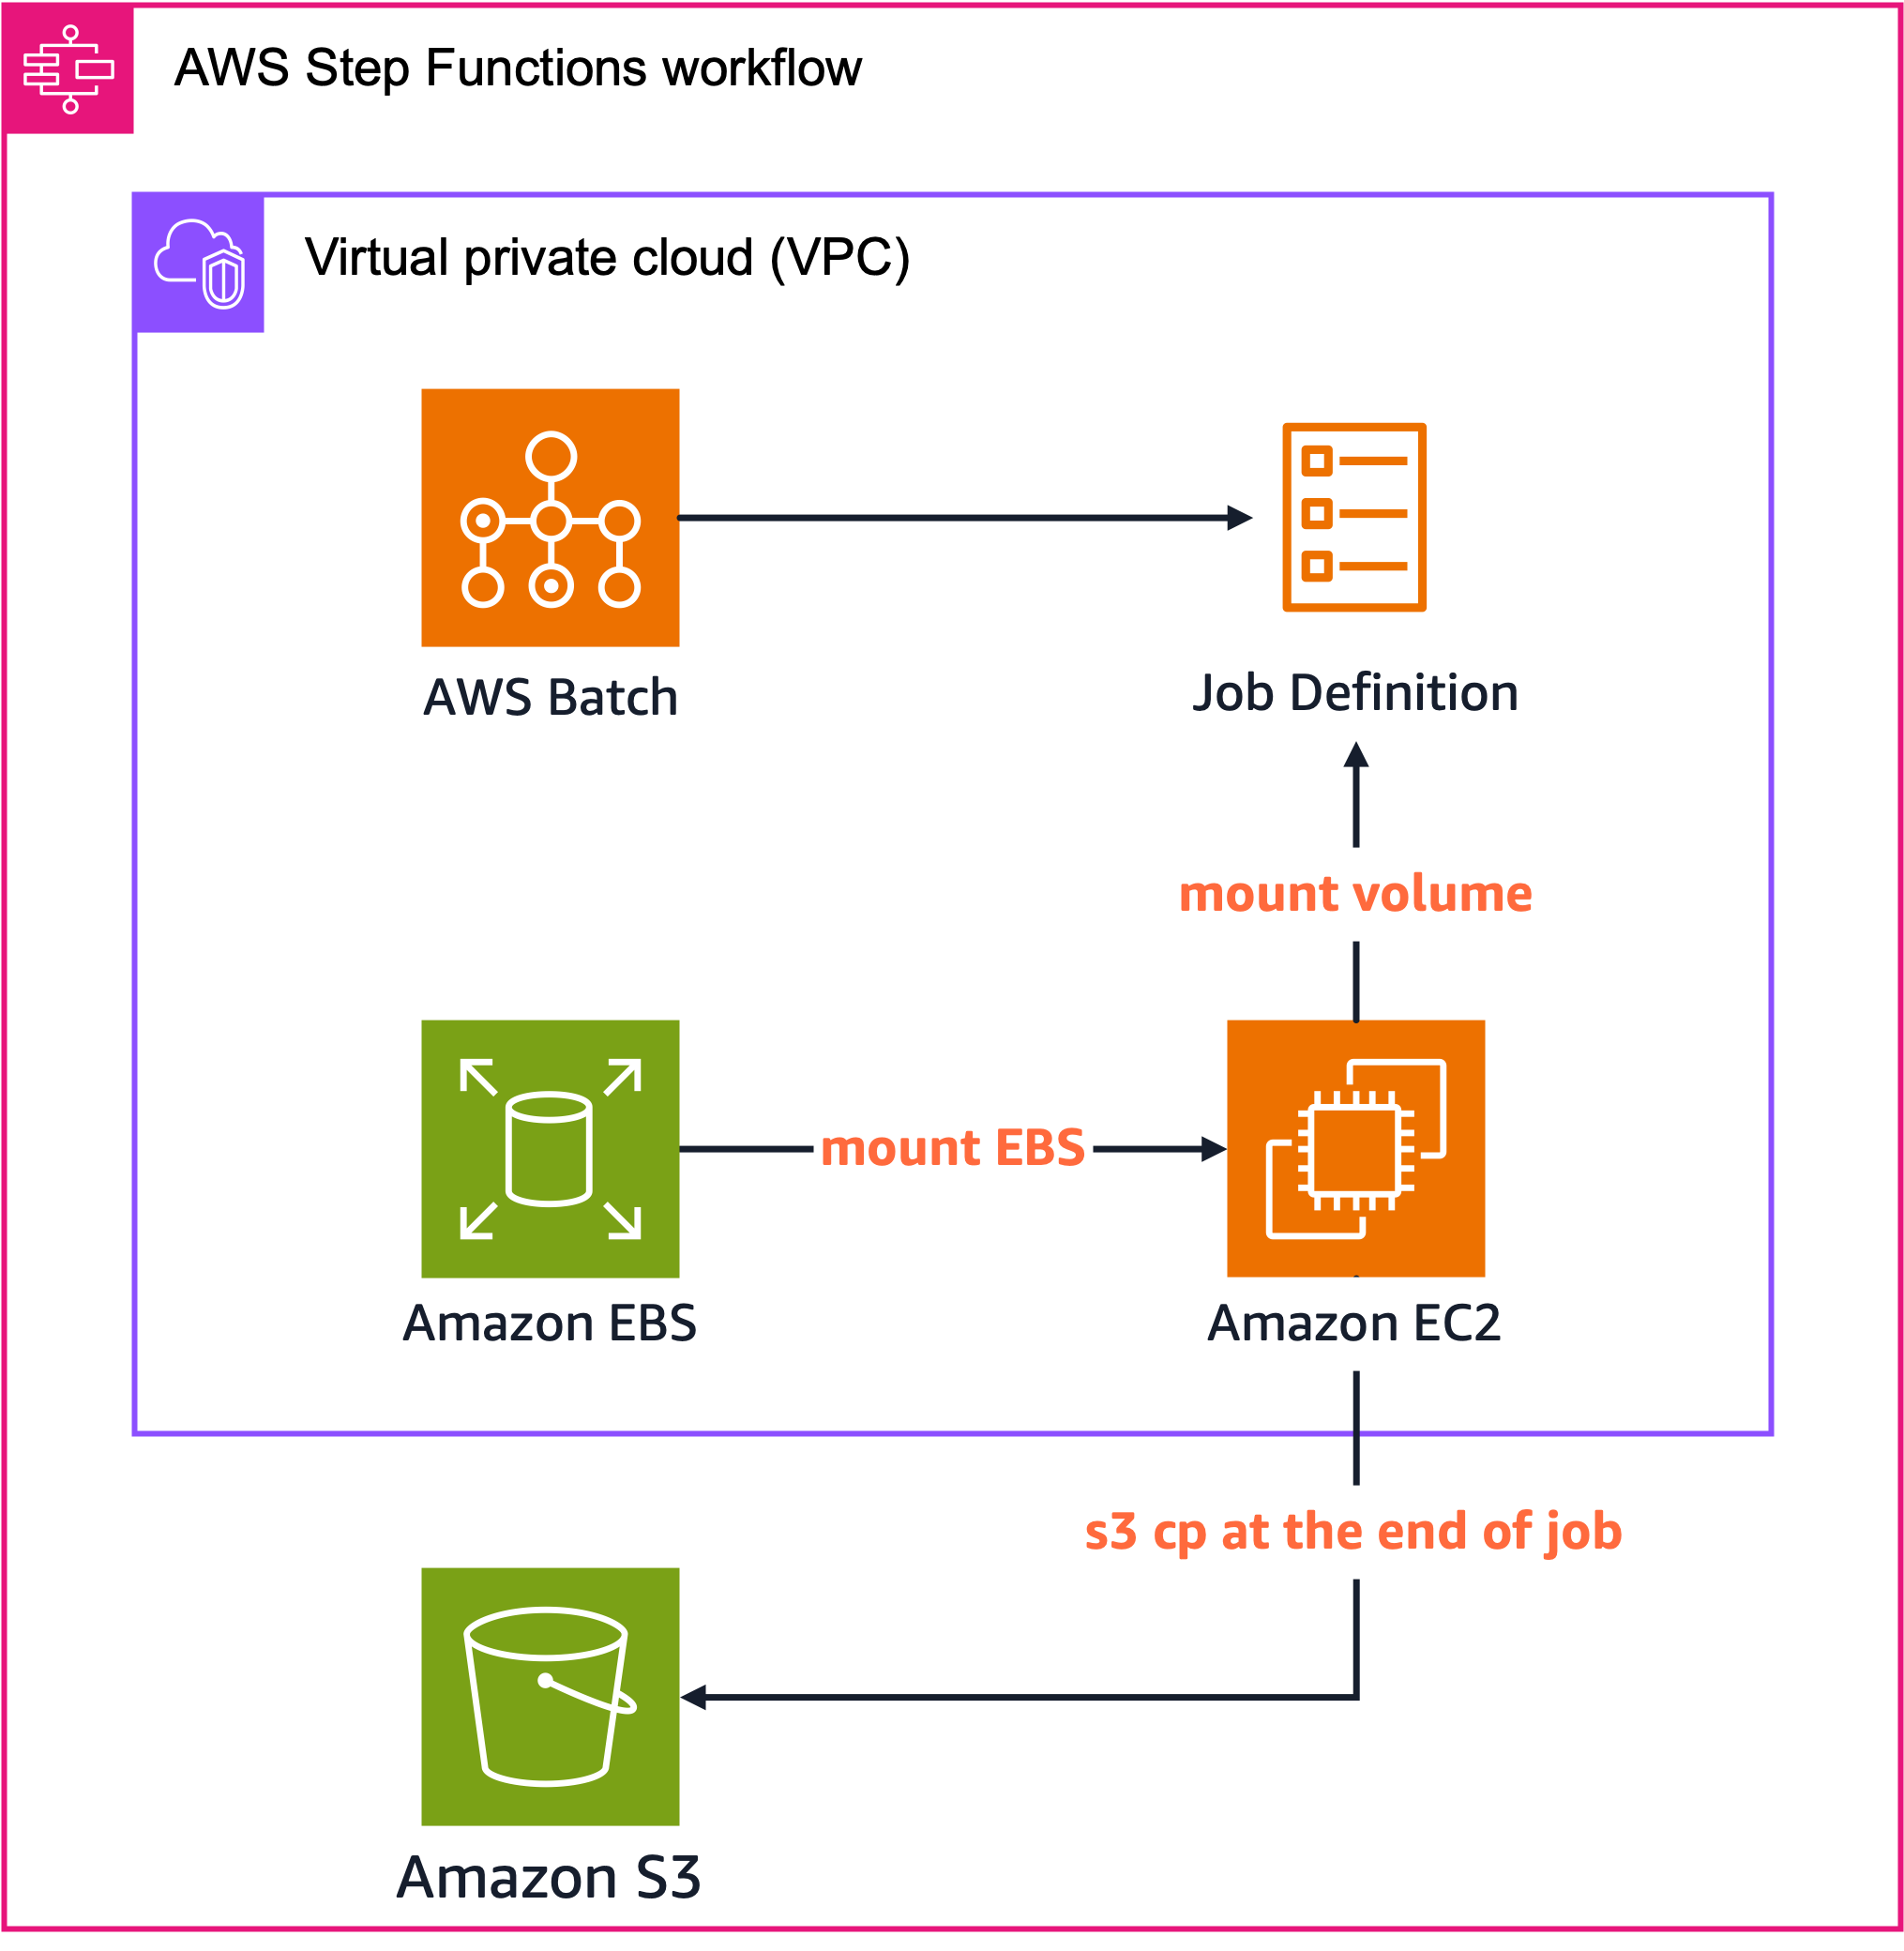 AWS Step Functions workflow
Virtual private cloud (VPC)
AWS Batch
Job Definition
mount volume
mount EBS
Amazon EBS
Amazon EC2
s3 cp at the end of job
Amazon S3